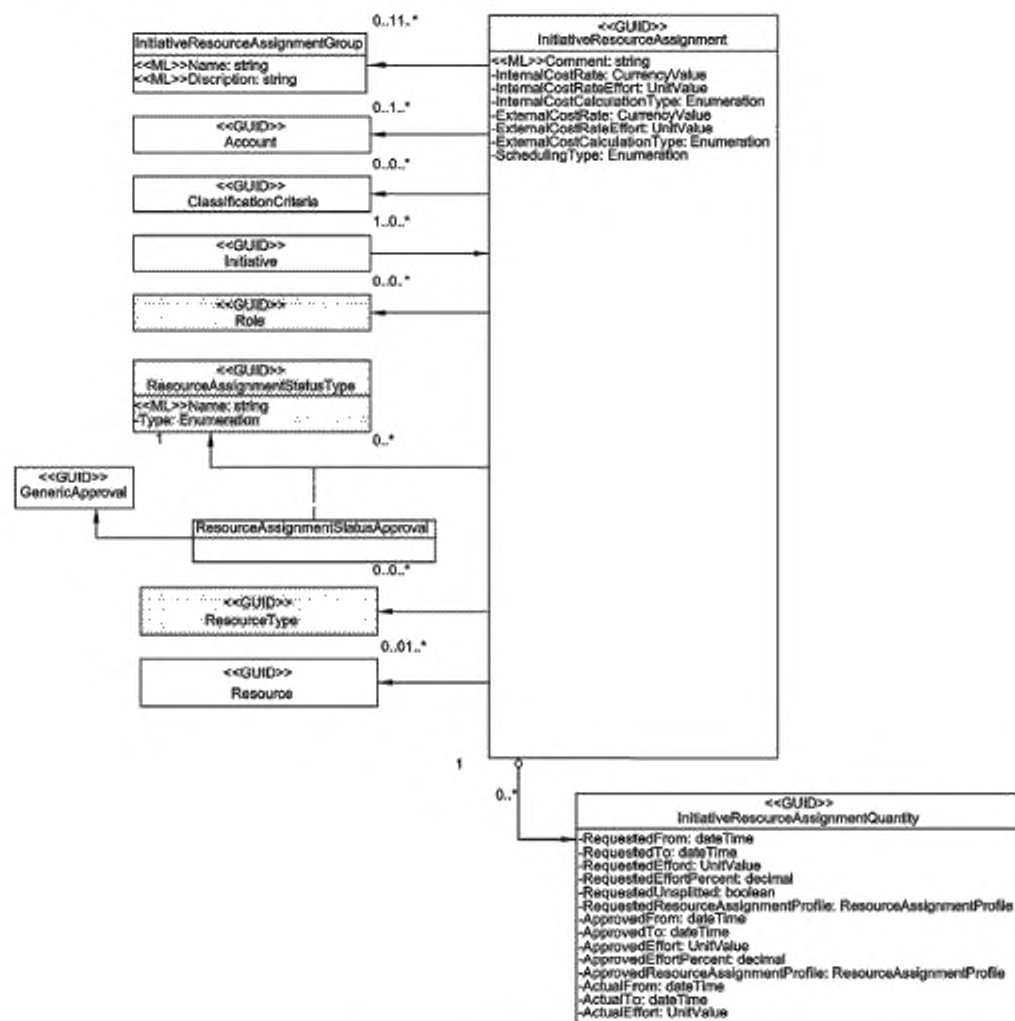 0..11..*
InitiativeResourceAssignmentGroup
<<ML>>Name: string
<<ML>>Discription: string
0..1..*
<<GUID>>
Account
0..0..*
<<GUID>>
ClassificationCriteria
1..0..*
<<GUID>>
Initiative
0..0..*
<<GUID>>
Role
<<GUID>>
ResourceAssignmentStatusType
<<ML>>Name: string
-Type: Enumeration
1
0..*
<<GUID>>
GenericApproval
ResourceAssignmentStatusApproval
0..0..*
<<GUID>>
ResourceType
0..01..*
<<GUID>>
Resource
<<GUID>>
InitiativeResourceAssignment
<<ML>>Comment: string
-InternalCostRate: CurrencyValue
-InternalCostRateEffort: UnitValue
-InternalCostCalculationType: Enumeration
-ExternalCostRate: CurrencyValue
-ExternalCostRateEffort: UnitValue
-ExternalCostCalculationType: Enumeration
-SchedulingType: Enumeration
1
0..*
<<GUID>>
InitiativeResourceAssignmentQuantity
-RequestedFrom: dateTime
-RequestedTo: dateTime
-RequestedEfford: UnitValue
-RequestedEffortPercent: decimal
-RequestedUnsplitted: boolean
-RequestedResourceAssignmentProfile: ResourceAssignmentProfile
-ApprovedFrom: dateTime
-ApprovedTo: dateTime
-ApprovedEffort: UnitValue
-ApprovedEffortPercent: decimal
-ApprovedResourceAssignmentProfile: ResourceAssignmentProfile
-ActualFrom: dateTime
-ActualTo: dateTime
-ActualEffort: UnitValue